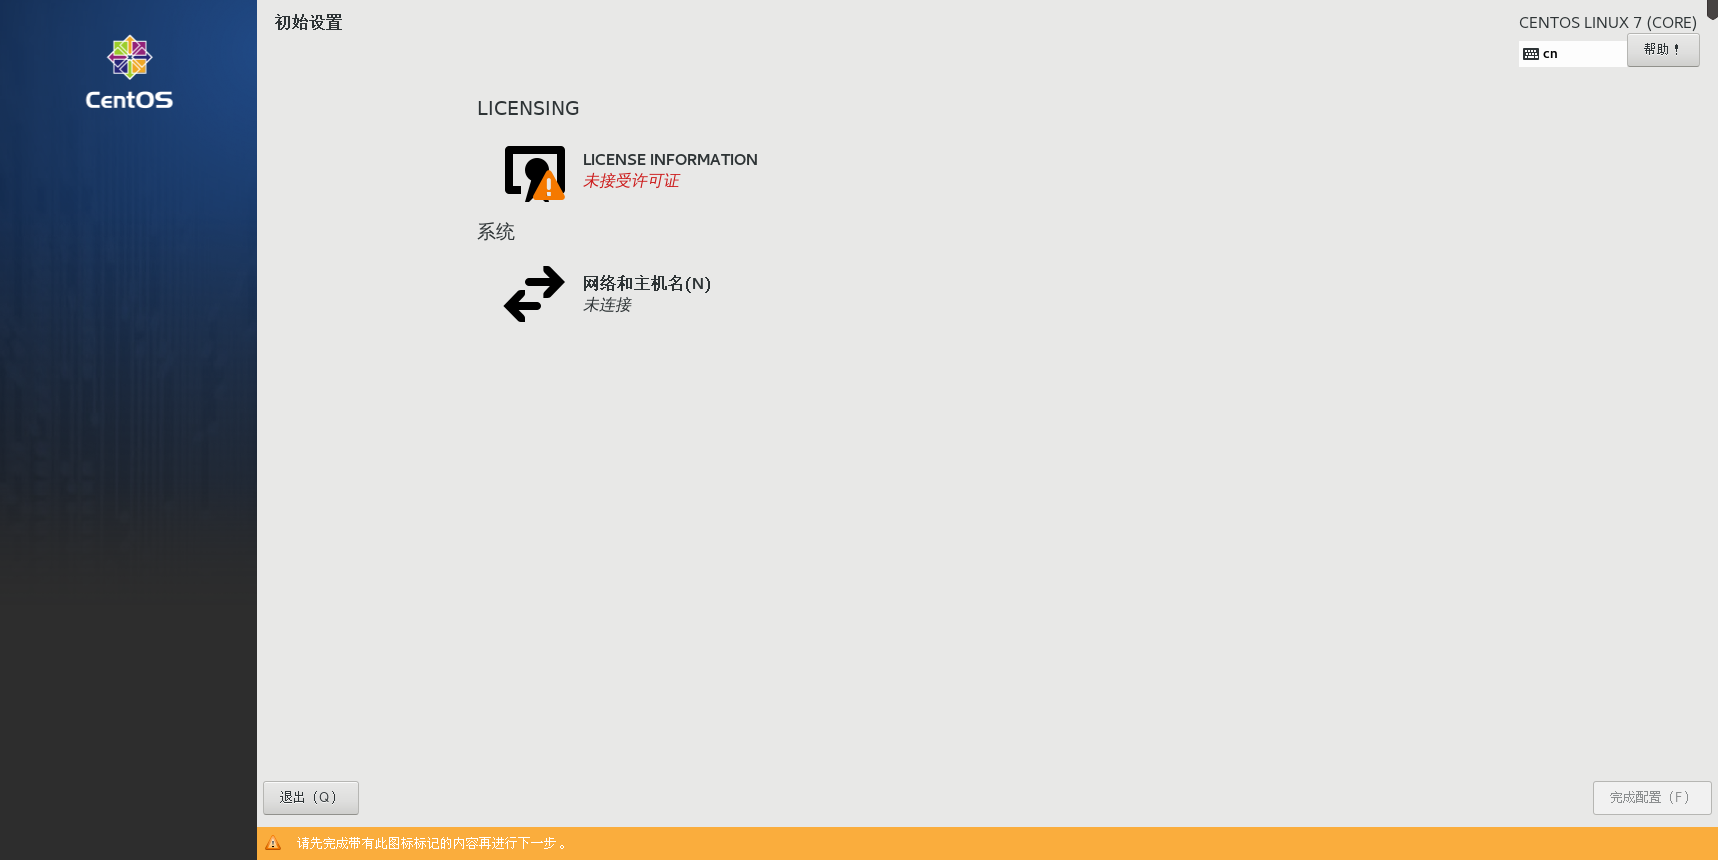 CentOS
初始设置
CENTOS LINUX 7 (CORE)
cn
帮助！
LICENSING
LICENSE INFORMATION
未接受许可证
系统
网络和主机名(N)
未连接
退出（Q）
完成配置（F）
请先完成带有此图标标记的内容再进行下一步。